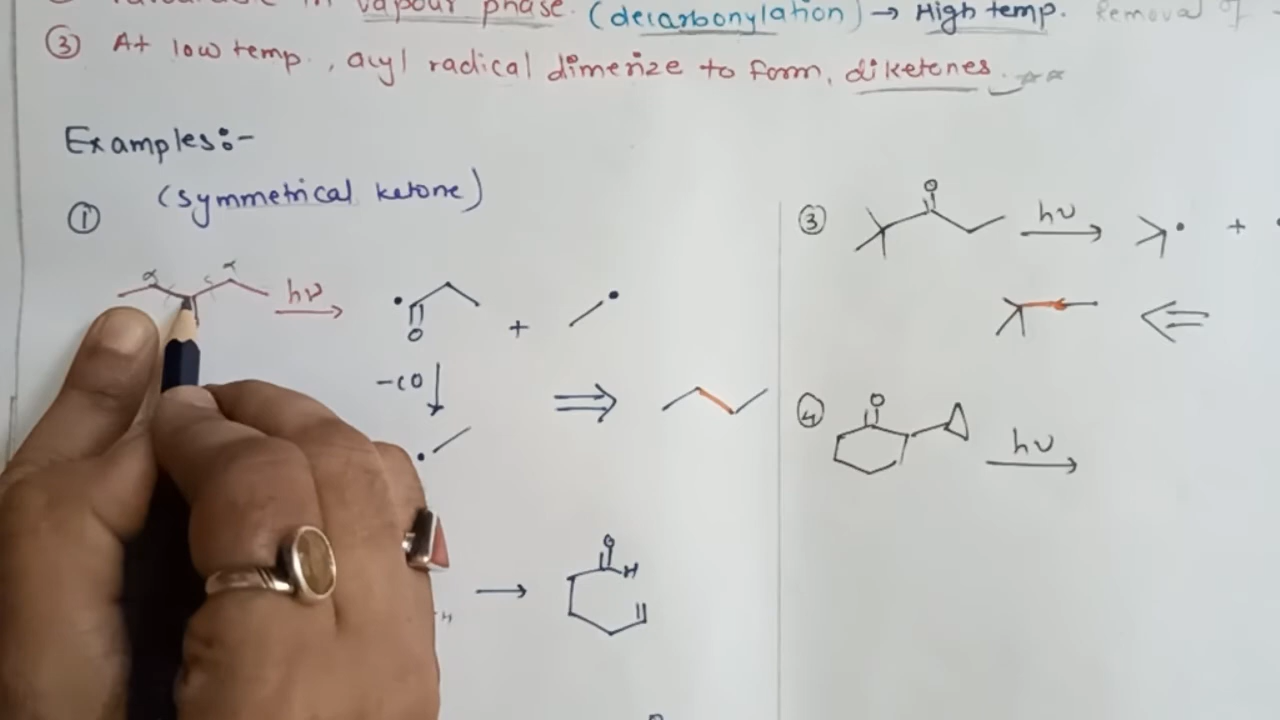 vapour phase. (decarbonylation) → High temp. Removal of
③ At low temp., acyl radical dimerize to form, diketones.
Examples:-
(symmetrical ketone)
①
α α
hν
O
+
-CO
⇒
→
O
H
③
O
hν
+
④
O
hν